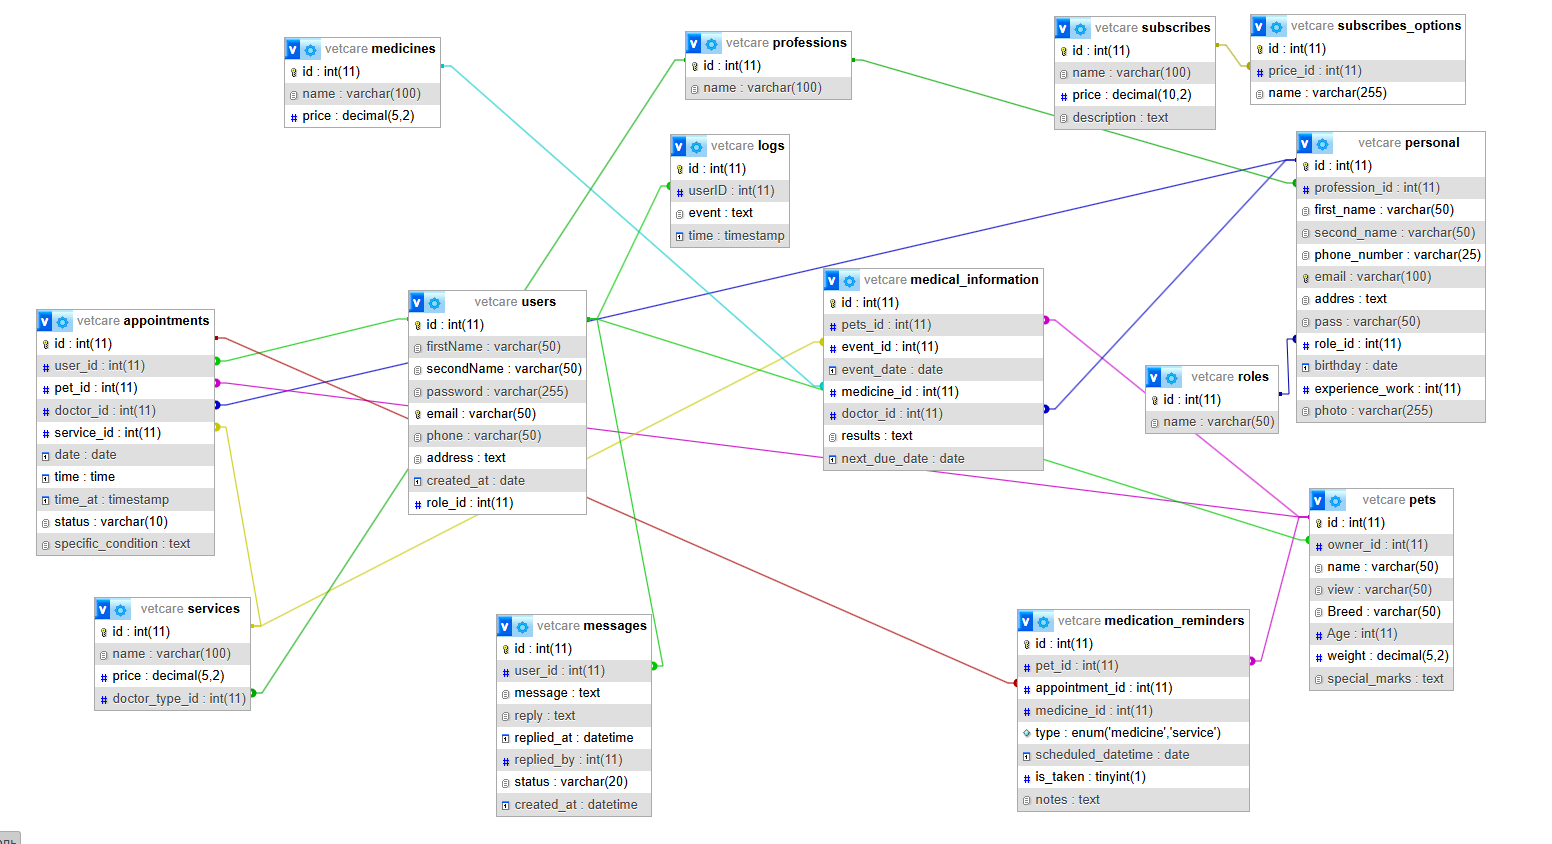 vetcare medicines
id : int(11)
name : varchar(100)
price : decimal(5,2)
vetcare professions
id : int(11)
name : varchar(100)
vetcare subscribes
id : int(11)
name : varchar(100)
price : decimal(10,2)
description : text
vetcare subscribes_options
id : int(11)
price_id : int(11)
name : varchar(255)
vetcare logs
id : int(11)
userID : int(11)
event : text
time : timestamp
vetcare personal
id : int(11)
profession_id : int(11)
first_name : varchar(50)
second_name : varchar(50)
phone_number : varchar(25)
email : varchar(100)
addres : text
pass : varchar(50)
role_id : int(11)
birthday : date
experience_work : int(11)
photo : varchar(255)
vetcare appointments
id : int(11)
user_id : int(11)
pet_id : int(11)
doctor_id : int(11)
service_id : int(11)
date : date
time : time
time_at : timestamp
status : varchar(10)
specific_condition : text
vetcare users
id : int(11)
firstName : varchar(50)
secondName : varchar(50)
password : varchar(255)
email : varchar(50)
phone : varchar(50)
address : text
created_at : date
role_id : int(11)
vetcare medical_information
id : int(11)
pets_id : int(11)
event_id : int(11)
event_date : date
medicine_id : int(11)
doctor_id : int(11)
results : text
next_due_date : date
vetcare roles
id : int(11)
name : varchar(50)
vetcare pets
id : int(11)
owner_id : int(11)
name : varchar(50)
view : varchar(50)
Breed : varchar(50)
Age : int(11)
weight : decimal(5,2)
special_marks : text
vetcare services
id : int(11)
name : varchar(100)
price : decimal(5,2)
doctor_type_id : int(11)
vetcare messages
id : int(11)
user_id : int(11)
message : text
reply : text
replied_at : datetime
replied_by : int(11)
status : varchar(20)
created_at : datetime
vetcare medication_reminders
id : int(11)
pet_id : int(11)
appointment_id : int(11)
medicine_id : int(11)
type : enum('medicine','service')
scheduled_datetime : date
is_taken : tinyint(1)
notes : text